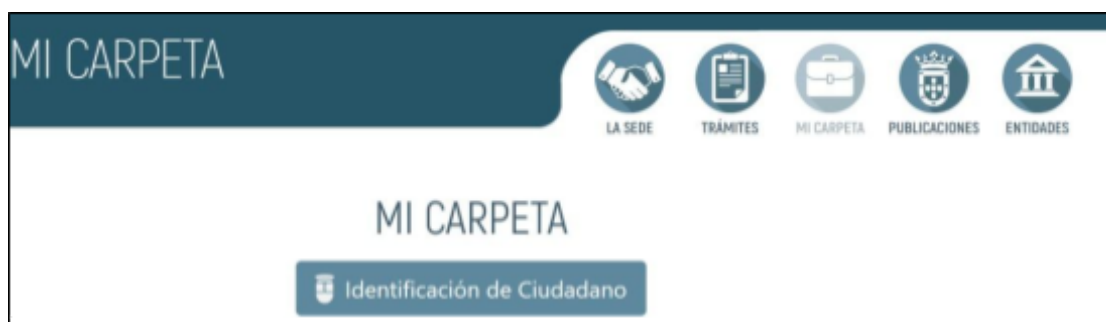 MI CARPETA
LA SEDE
TRÁMITES
MI CARPETA
PUBLICACIONES
ENTIDADES
MI CARPETA
Identificación de Ciudadano